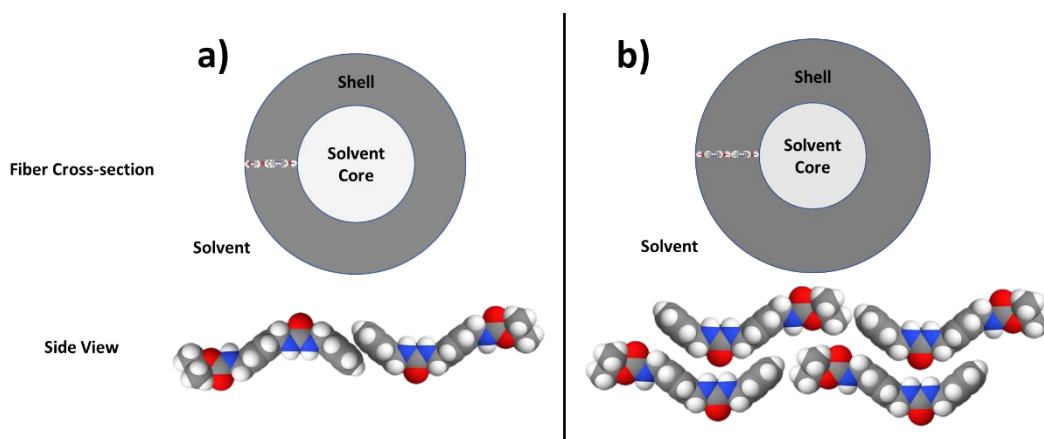 a)
Shell
Solvent
Core
Fiber Cross-section
Solvent
Side View
b)
Shell
Solvent
Core
Solvent